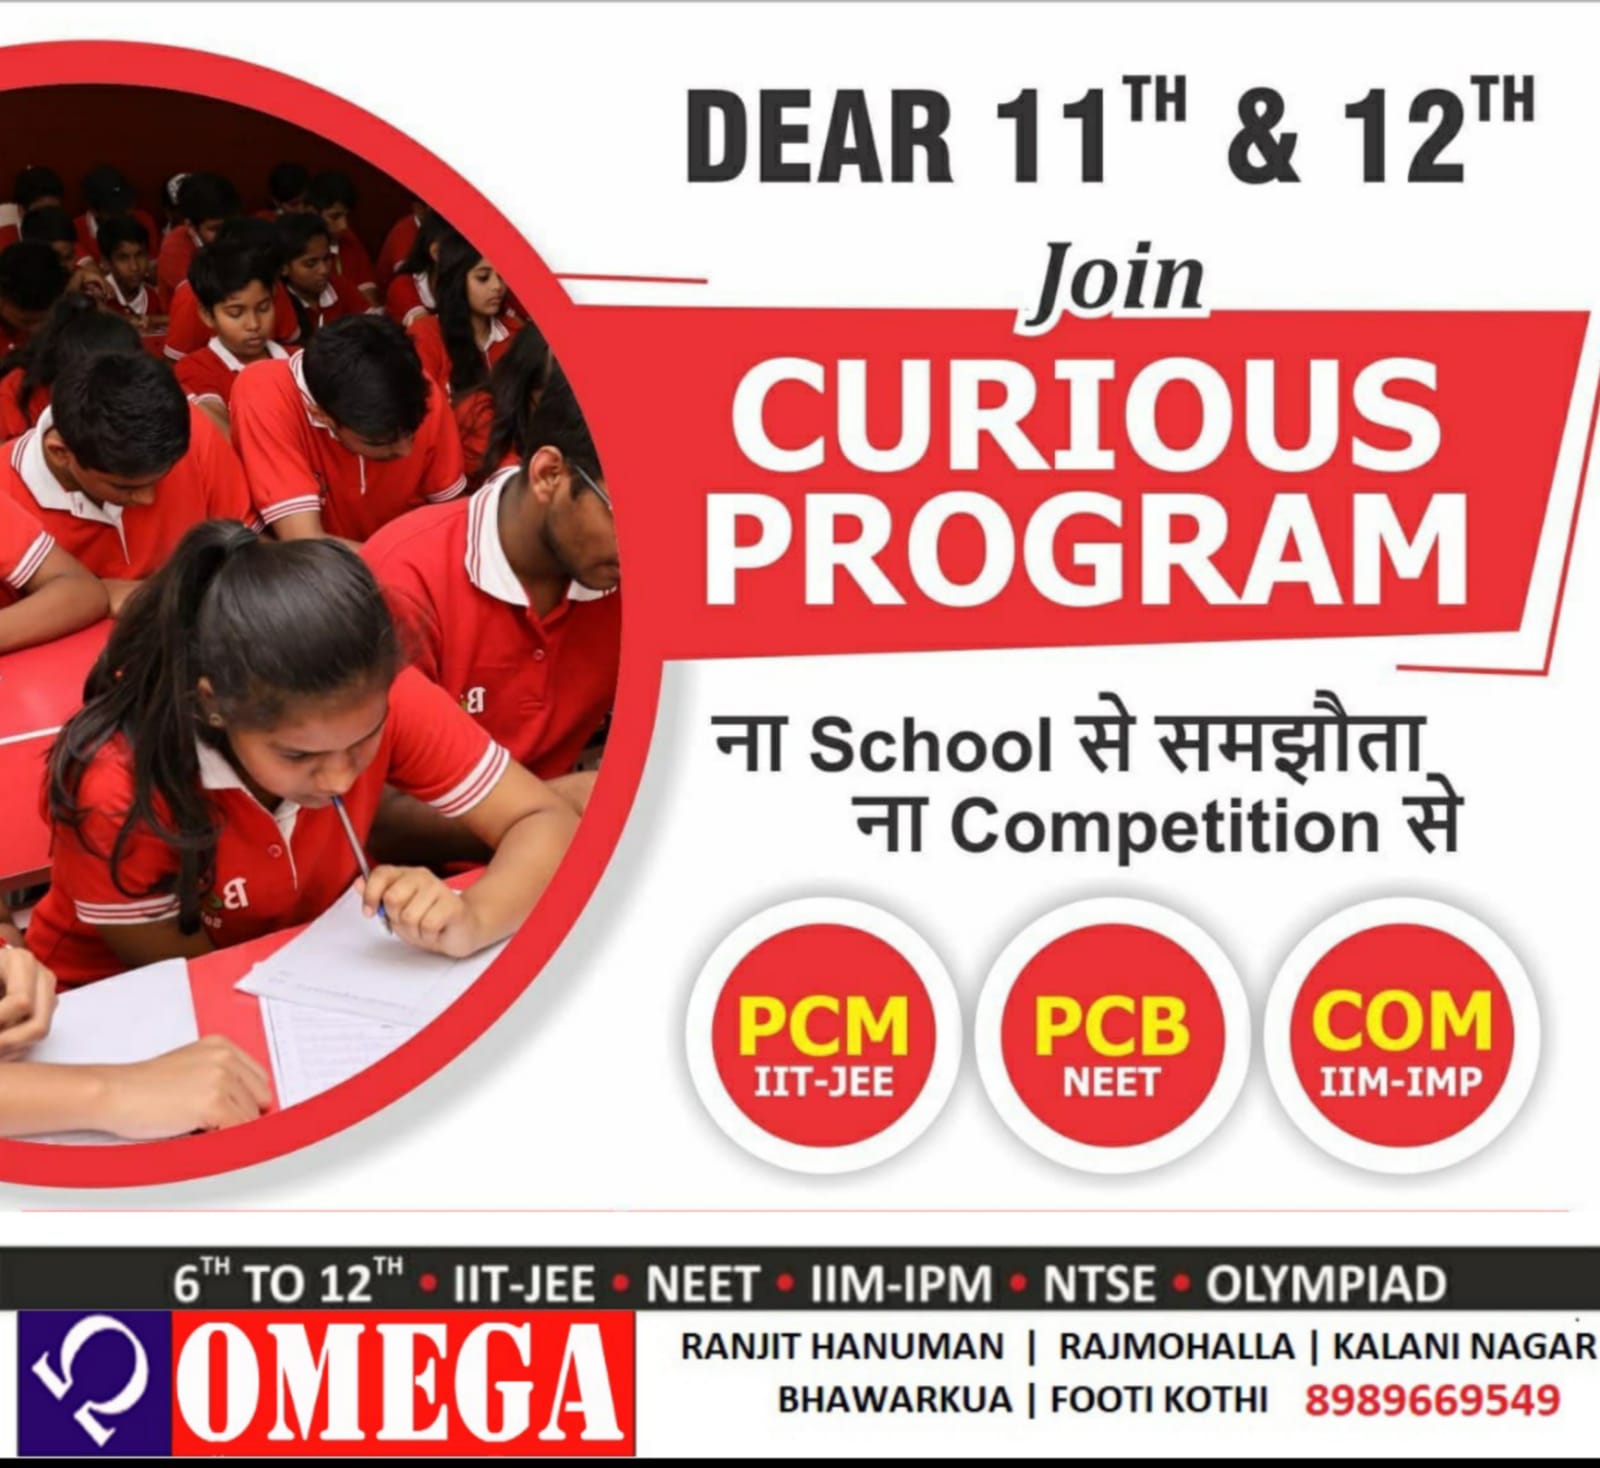 DEAR 11TH & 12TH
Join
CURIOUS
PROGRAM
ना School से समझौता
ना Competition से
PCM
IIT-JEE
PCB
NEET
COM
IIM-IMP
6TH TO 12TH • IIT-JEE • NEET • IIM-IPM • NTSE • OLYMPIAD
OMEGA
RANJIT HANUMAN | RAJMOHALLA | KALANI NAGAR
BHAWARKUA | FOOTI KOTHI 8989669549